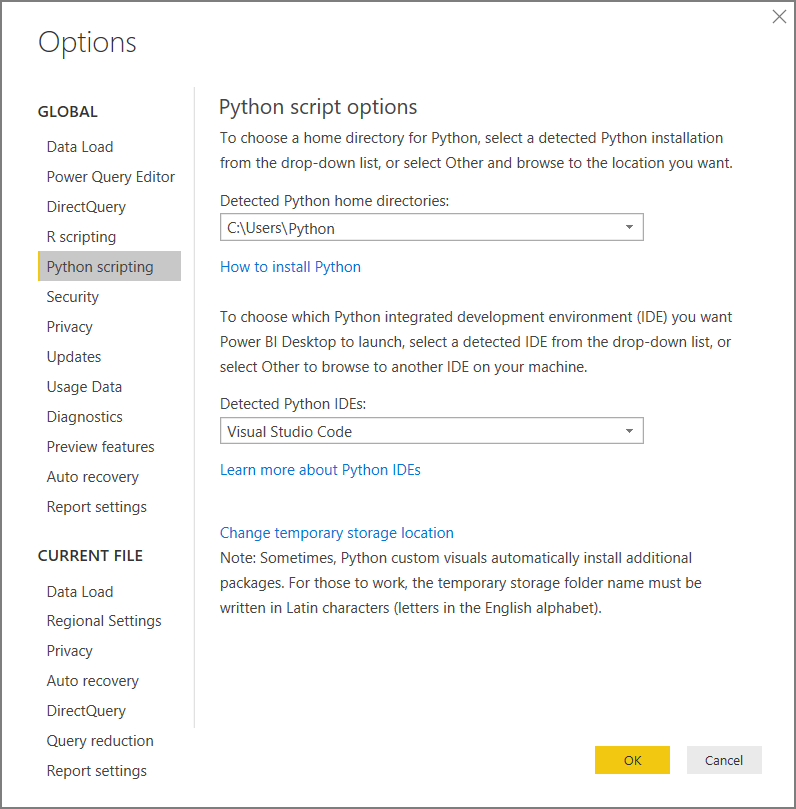 Options
GLOBAL
Data Load
Power Query Editor
DirectQuery
R scripting
Python scripting
Security
Privacy
Updates
Usage Data
Diagnostics
Preview features
Auto recovery
Report settings
CURRENT FILE
Data Load
Regional Settings
Privacy
Auto recovery
DirectQuery
Query reduction
Report settings
Python script options
To choose a home directory for Python, select a detected Python installation
from the drop-down list, or select Other and browse to the location you want.
Detected Python home directories:
C:\Users\Python
How to install Python
To choose which Python integrated development environment (IDE) you want
Power BI Desktop to launch, select a detected IDE from the drop-down list, or
select Other to browse to another IDE on your machine.
Detected Python IDEs:
Visual Studio Code
Learn more about Python IDEs
Change temporary storage location
Note: Sometimes, Python custom visuals automatically install additional
packages. For those to work, the temporary storage folder name must be
written in Latin characters (letters in the English alphabet).
OK
Cancel